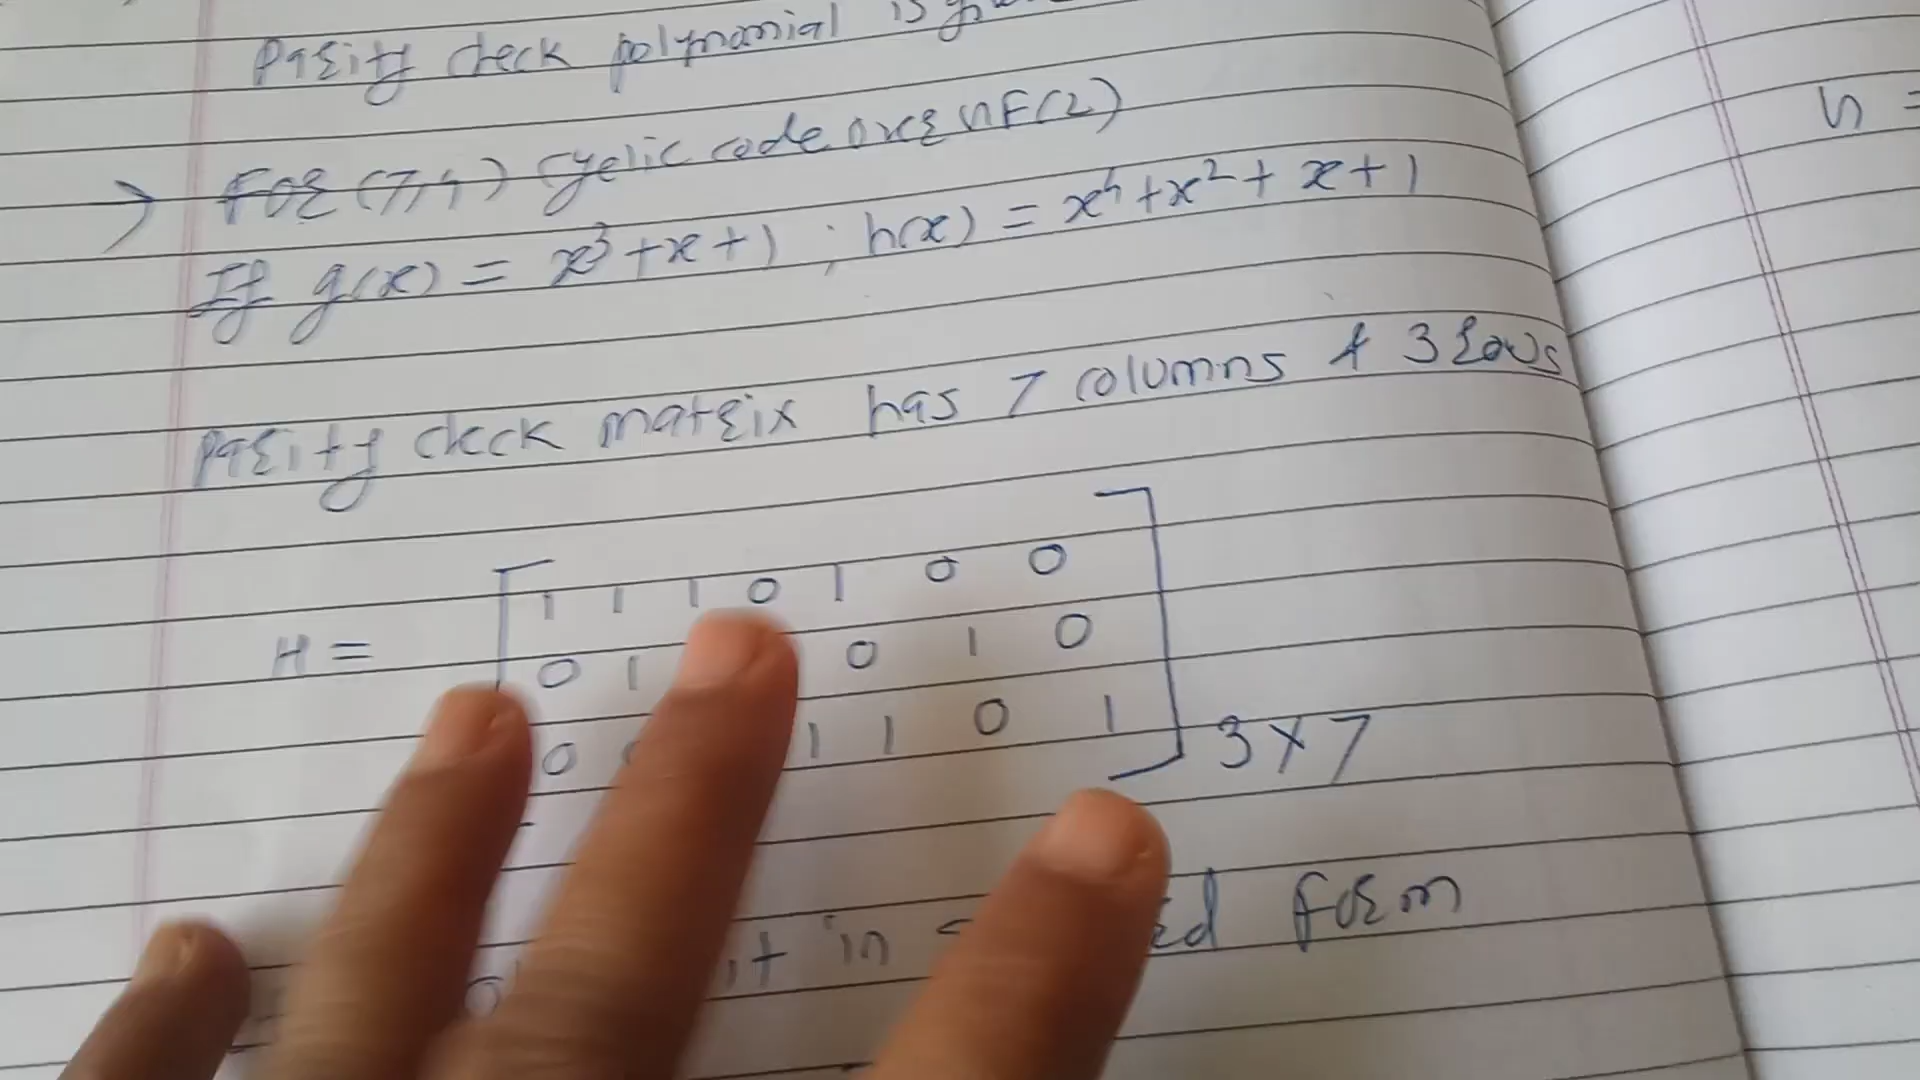 Parity check polynomial is
For (7,4) cyclic code over GF(2)
If g(x) = x³+x+1 ; h(x) = x⁴+x²+x+1
n =
Parity check matrix has 7 columns & 3 rows
H = [ 1 1 1 0 1 0 0
0 1 0 1 0
0 1 1 0 1 ] 3×7
it in form